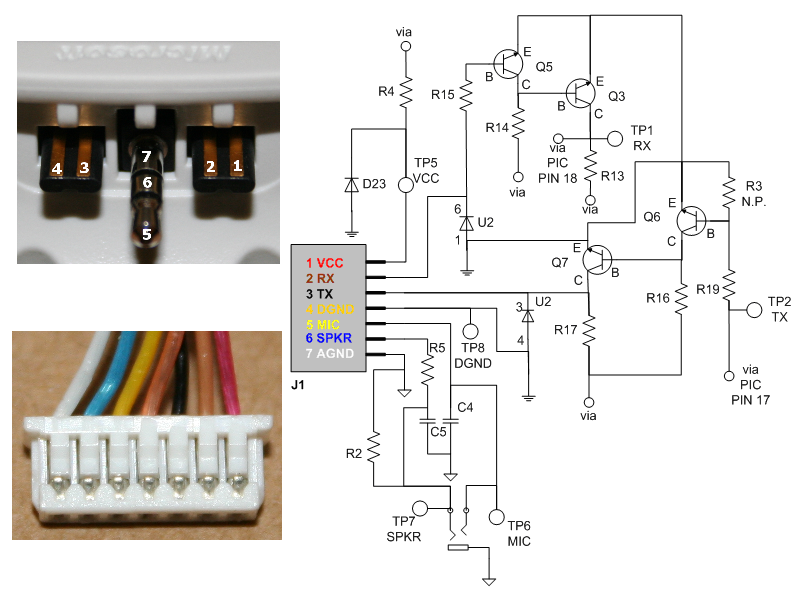 Microsoft
4
3
7
6
5
2
1
via
R4
TP5
VCC
D23
R15
B
E
Q5
C
R14
via
B
E
Q3
C
TP1
RX
via
PIC
PIN 18
R13
via
6
U2
1
R3
N.P.
E
Q6
C
B
E
Q7
C
B
R16
R19
TP2
TX
via
PIC
PIN 17
R17
via
3
U2
4
1 VCC
2 RX
3 TX
4 DGND
5 MIC
6 SPKR
7 AGND
J1
TP8
DGND
R5
C4
C5
R2
TP7
SPKR
TP6
MIC